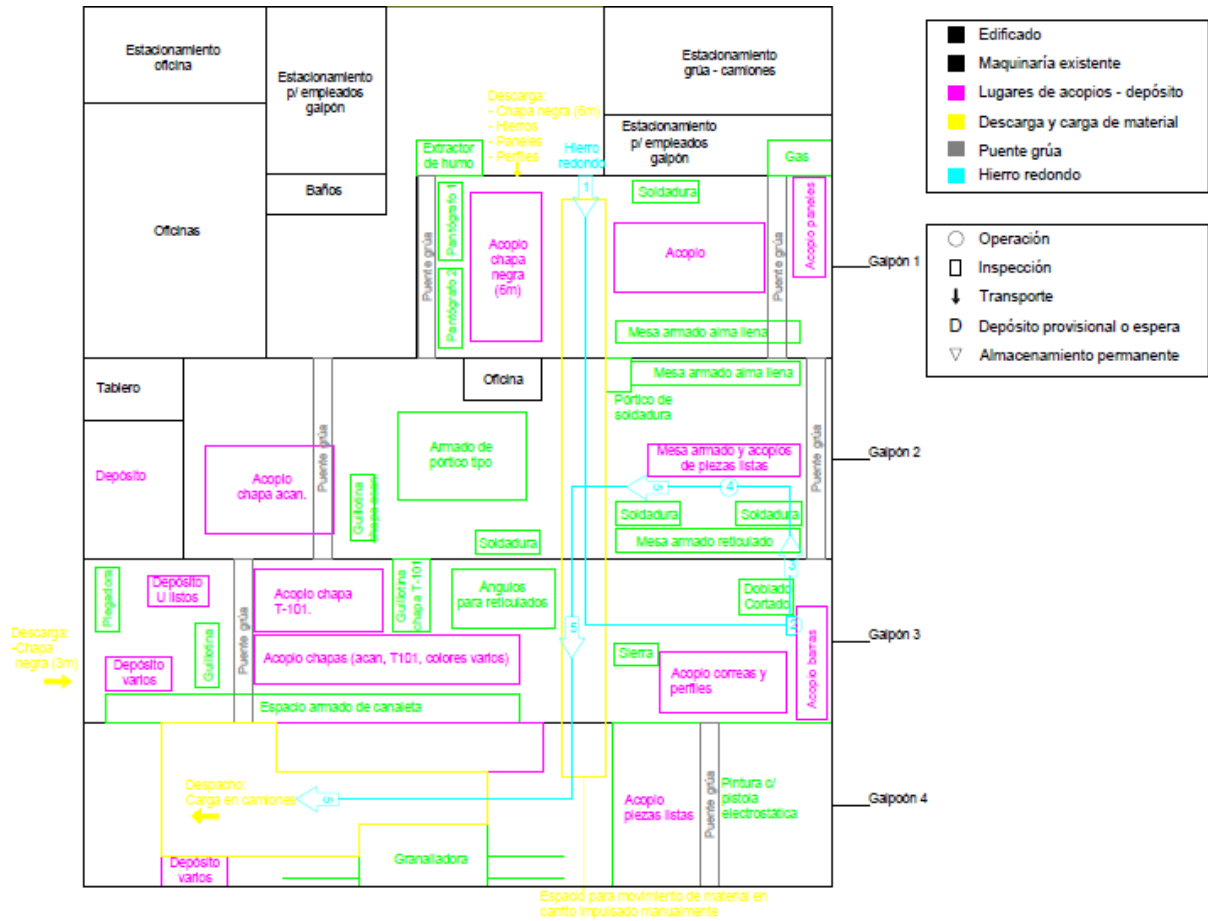 Estacionamiento
oficina
Estacionamiento
p/ empleados
galpón
Estacionamiento
grúa - camiones
Descarga:
- Chapa negra (6m)
- Hierros
- Paneles
- Perfiles
Estacionamiento
p/ empleados
galpón
Extractor
de humo
Hierro
redondo
Gas
Baños
Oficinas
Puente grúa
Pantógrafo 1
Pantógrafo 2
Acopio
chapa
negra
(6m)
1
Soldadura
Acopio
Puente grúa
Acopio paneles
Mesa armado alma llena
Galpón 1
Tablero
Depósito
Acopio
chapa acan.
Puente grúa
Guillotina
chapa acan
Oficina
Armado de
pórtico tipo
Soldadura
Mesa armado alma llena
Pórtico de
soldadura
Mesa armado y acopios
de piezas listas
5
4
Soldadura
Soldadura
Mesa armado reticulado
Puente grúa
Galpón 2
3
Plegadora
Depósito
U listos
Guillotina
Depósito
varios
Puente grúa
Acopio chapa
T-101.
Guillotina
chapa T-101
Angulos
para reticulados
Acopio chapas (acan, T101, colores varios)
Espacio armado de canaleta
5
Doblado
Cortado
2
Sierra
Acopio correas y
perfiles
Acopio barras
Galpón 3
Descarga:
-Chapa
negra (3m)
Despacho:
Carga en camiones
5
Depósito
varios
Granalladora
Acopio
piezas listas
Puente grúa
Pintura c/
pistola
electrostática
Galpoón 4
Espacio para movimiento de material en
carrito impulsado manualmente
Edificado
Maquinaría existente
Lugares de acopios - depósito
Descarga y carga de material
Puente grúa
Hierro redondo
Operación
Inspección
Transporte
D Depósito provisional o espera
Almacenamiento permanente